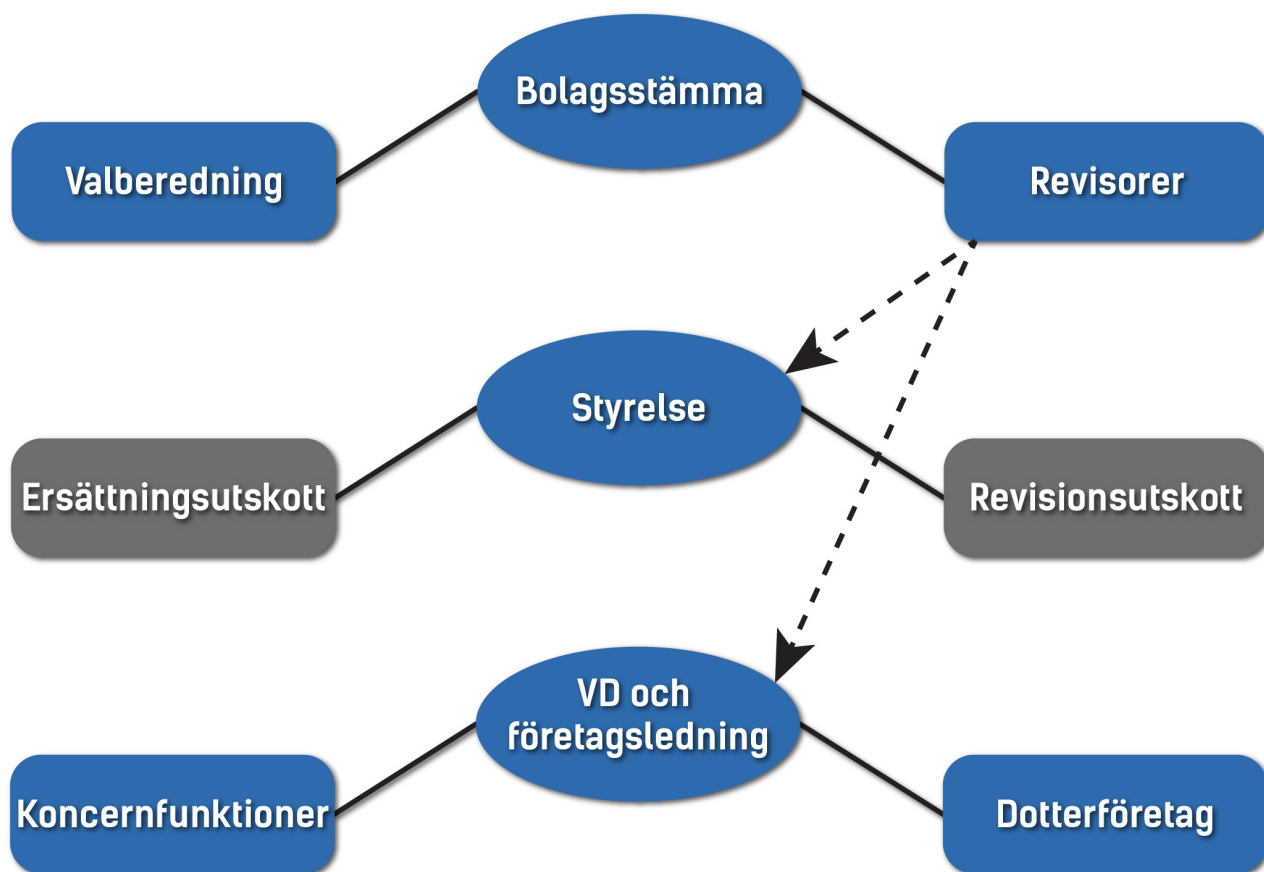 Bolagsstämma
Valberedning
Revisorer
Styrelse
Ersättningsutskott
Revisionsutskott
VD och
företagsledning
Koncernfunktioner
Dotterföretag